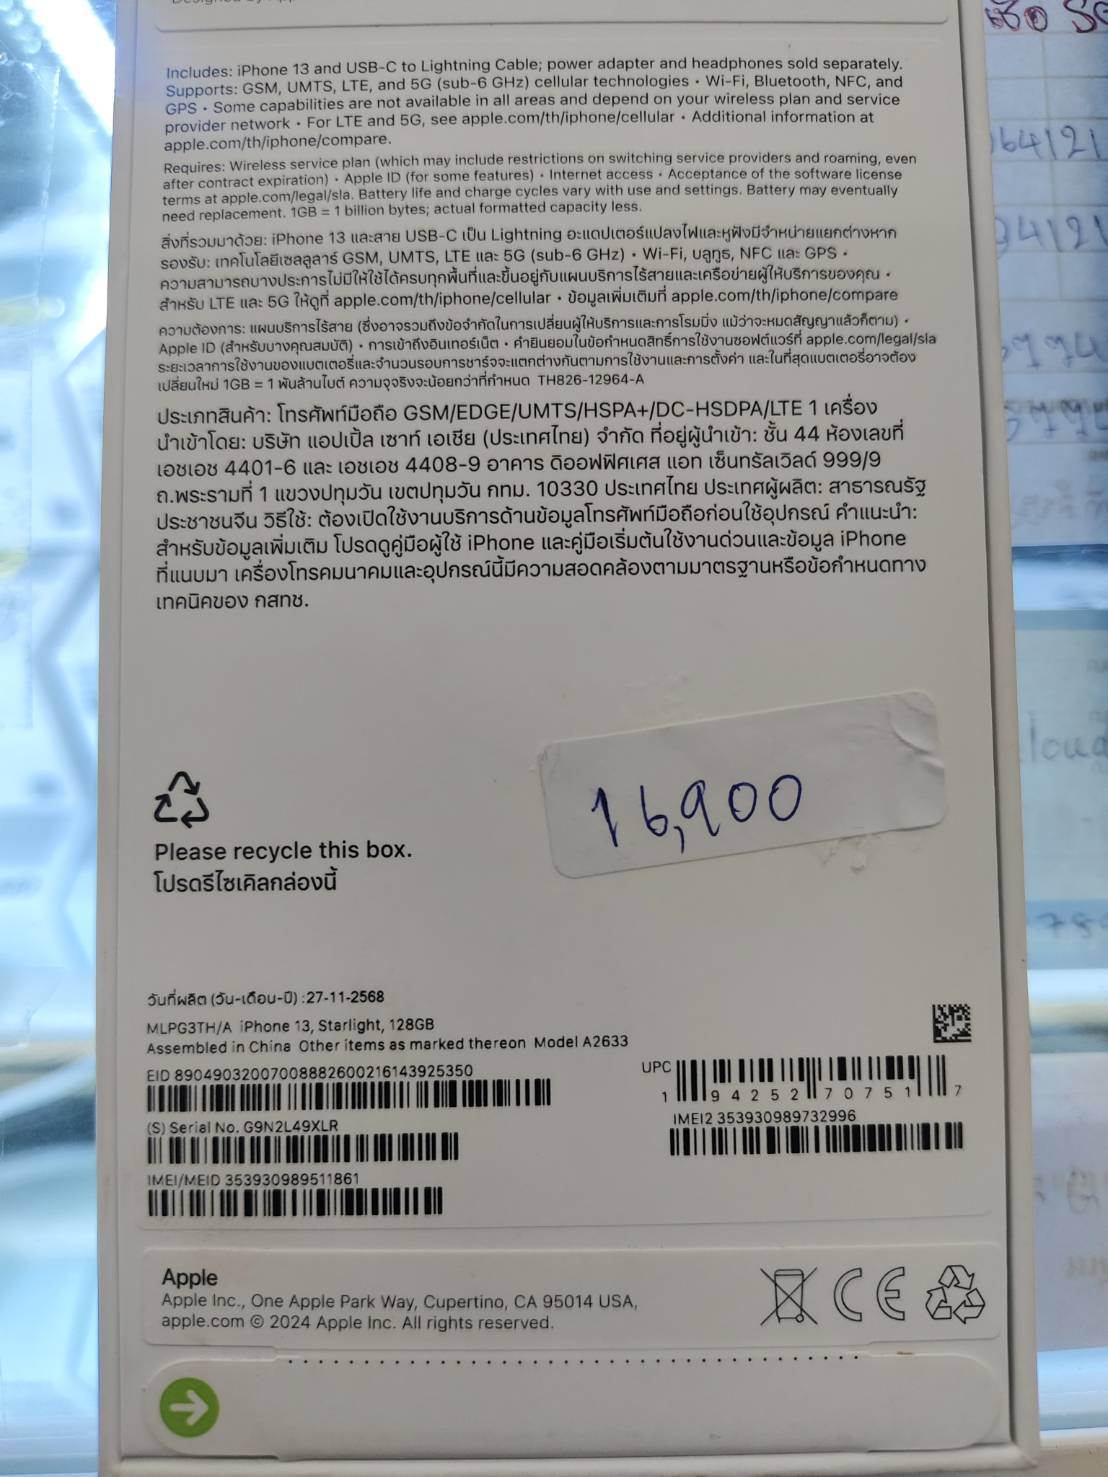 Includes: iPhone 13 and USB-C to Lightning Cable; power adapter and headphones sold separately.
Supports: GSM, UMTS, LTE, and 5G (sub-6 GHz) cellular technologies • Wi-Fi, Bluetooth, NFC, and
GPS • Some capabilities are not available in all areas and depend on your wireless plan and service
provider network • For LTE and 5G, see apple.com/th/iphone/cellular • Additional information at
apple.com/th/iphone/compare.
Requires: Wireless service plan (which may include restrictions on switching service providers and roaming, even
after contract expiration) • Apple ID (for some features) • Internet access • Acceptance of the software license
terms at apple.com/legal/sla. Battery life and charge cycles vary with use and settings. Battery may eventually
need replacement. 1GB = 1 billion bytes; actual formatted capacity less.
สิ่งที่รวมมาด้วย: iPhone 13 และสาย USB-C เป็น Lightning อะแดปเตอร์แปลงไฟและหูฟังมีจำหน่ายแยกต่างหาก
รองรับ: เทคโนโลยีเซลลูลาร์ GSM, UMTS, LTE และ 5G (sub-6 GHz) • Wi-Fi, บลูทูธ, NFC และ GPS •
ความสามารถบางประการไม่มีให้ใช้ได้ครบทุกพื้นที่และขึ้นอยู่กับแผนบริการไร้สายและเครือข่ายผู้ให้บริการของคุณ •
สำหรับ LTE และ 5G ให้ดูที่ apple.com/th/iphone/cellular • ข้อมูลเพิ่มเติมที่ apple.com/th/iphone/compare
ความต้องการ: แผนบริการไร้สาย (ซึ่งอาจรวมถึงข้อจำกัดในการเปลี่ยนผู้ให้บริการและการโรมมิ่ง แม้ว่าจะหมดสัญญาแล้วก็ตาม) •
Apple ID (สำหรับบางคุณสมบัติ) • การเข้าถึงอินเทอร์เน็ต • คำยินยอมในข้อกำหนดสิทธิ์การใช้งานซอฟต์แวร์ที่ apple.com/legal/sla
ระยะเวลาการใช้งานของแบตเตอรี่และจำนวนรอบการชาร์จจะแตกต่างกันตามการใช้งานและการตั้งค่า และในที่สุดแบตเตอรี่อาจต้อง
เปลี่ยนใหม่ 1GB = 1 พันล้านไบต์ ความจุจริงจะน้อยกว่าที่กำหนด TH826-12964-A
ประเภทสินค้า: โทรศัพท์มือถือ GSM/EDGE/UMTS/HSPA+/DC-HSDPA/LTE 1 เครื่อง
นำเข้าโดย: บริษัท แอปเปิ้ล เซาท์ เอเชีย (ประเทศไทย) จำกัด ที่อยู่ผู้นำเข้า: ชั้น 44 ห้องเลขที่
เอชเอช 4401-6 และ เอชเอช 4408-9 อาคาร ดิออฟฟิศเศส แอท เซ็นทรัลเวิลด์ 999/9
ถ.พระรามที่ 1 แขวงปทุมวัน เขตปทุมวัน กทม. 10330 ประเทศไทย ประเทศผู้ผลิต: สาธารณรัฐ
ประชาชนจีน วิธีใช้: ต้องเปิดใช้งานบริการด้านข้อมูลโทรศัพท์มือถือก่อนใช้อุปกรณ์ คำแนะนำ:
สำหรับข้อมูลเพิ่มเติม โปรดดูคู่มือผู้ใช้ iPhone และคู่มือเริ่มต้นใช้งานด่วนและข้อมูล iPhone
ที่แนบมา เครื่องโทรคมนาคมและอุปกรณ์นี้มีความสอดคล้องตามมาตรฐานหรือข้อกำหนดทาง
เทคนิคของ กสทช.
16,900
Please recycle this box.
โปรดรีไซเคิลกล่องนี้
วันที่ผลิต (วัน-เดือน-ปี) :27-11-2568
MLPG3TH/A iPhone 13, Starlight, 128GB
Assembled in China Other items as marked thereon Model A2633
EID 89049032007008882600216143925350
UPC
1 94252 70751 7
(S) Serial No. G9N2L49XLR
IMEI2 353930989732996
IMEI/MEID 353930989511861
Apple
Apple Inc., One Apple Park Way, Cupertino, CA 95014 USA,
apple.com © 2024 Apple Inc. All rights reserved.
CE